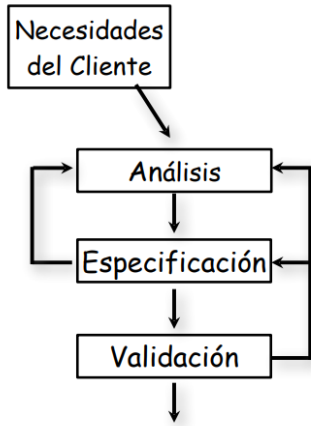 Necesidades
del Cliente
Análisis
Especificación
Validación